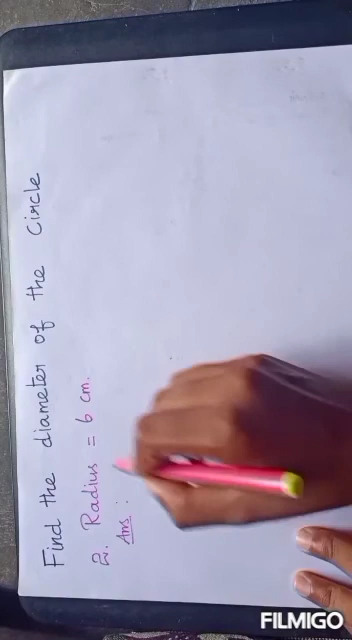 Find the diameter of the Circle
2. Radius = 6 cm.
Ans :
FILMIGO